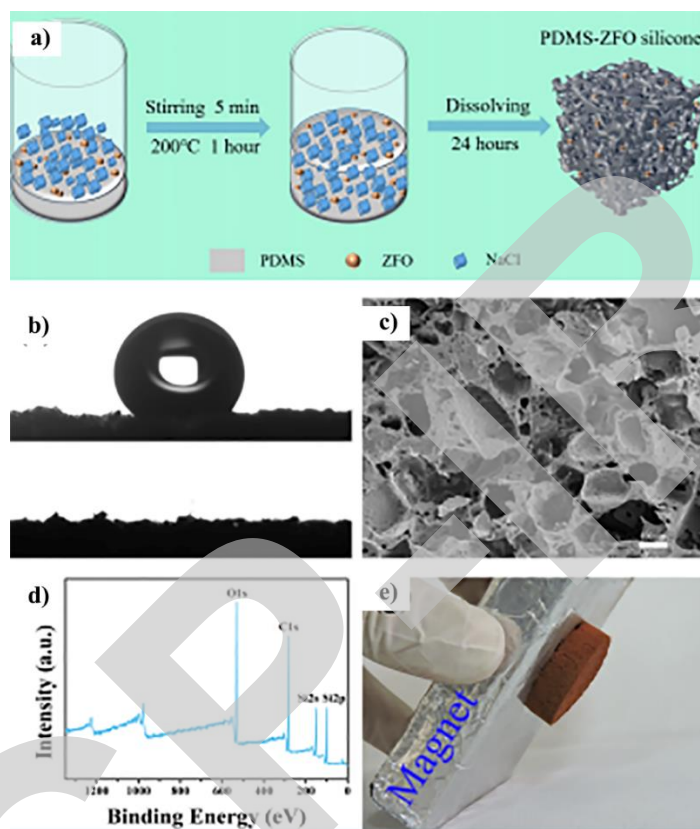 a)
PDMS-ZFO silicone
Stirring 5 min
200℃ 1 hour
Dissolving
24 hours
PDMS
ZFO
NaCl
b)
c)
d)
O1s
C1s
Si2s Si2p
Intensity (a.u.)
1200 1000 800 600 400 200 0
Binding Energy (eV)
e)
Magnet